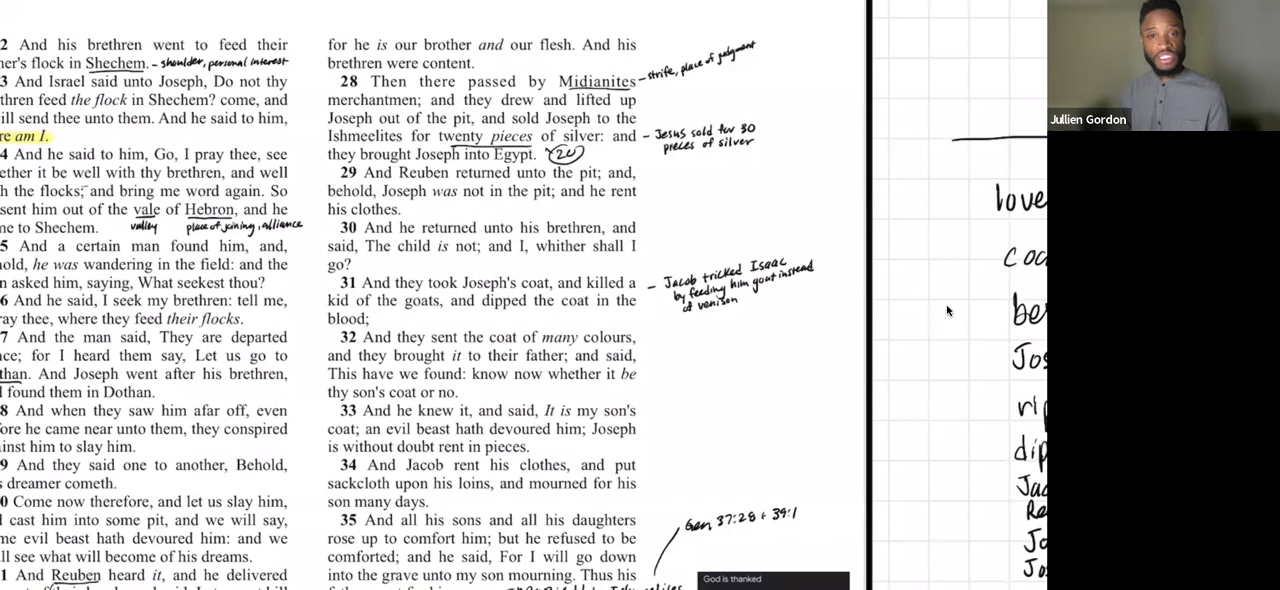 2 And his brethren went to feed their
her's flock in Shechem. - shoulder, personal interest
3 And Israel said unto Joseph, Do not thy
thren feed the flock in Shechem? come, and
ill send thee unto them. And he said to him,
re am I.
4 And he said to him, Go, I pray thee, see
ether it be well with thy brethren, and well
h the flocks; and bring me word again. So
sent him out of the vale of Hebron, and he
me to Shechem. valley place of joining, alliance
5 And a certain man found him, and,
old, he was wandering in the field: and the
n asked him, saying, What seekest thou?
6 And he said, I seek my brethren: tell me,
ray thee, where they feed their flocks.
7 And the man said, They are departed
nce; for I heard them say, Let us go to
than. And Joseph went after his brethren,
found them in Dothan.
8 And when they saw him afar off, even
ore he came near unto them, they conspired
inst him to slay him.
9 And they said one to another, Behold,
s dreamer cometh.
0 Come now therefore, and let us slay him,
cast him into some pit, and we will say,
me evil beast hath devoured him: and we
ll see what will become of his dreams.
1 And Reuben heard it, and he delivered
for he is our brother and our flesh. And his
brethren were content.
28 Then there passed by Midianites - strife, place of judgment
merchantmen; and they drew and lifted up
Joseph out of the pit, and sold Joseph to the
Ishmeelites for twenty pieces of silver: and - Jesus sold for 30
pieces of silver
they brought Joseph into Egypt. 20
29 And Reuben returned unto the pit; and,
behold, Joseph was not in the pit; and he rent
his clothes.
30 And he returned unto his brethren, and
said, The child is not; and I, whither shall I
go?
31 And they took Joseph's coat, and killed a
kid of the goats, and dipped the coat in the
blood;
- Jacob tricked Isaac
by feeding him goat instead
of venison
32 And they sent the coat of many colours,
and they brought it to their father; and said,
This have we found: know now whether it be
thy son's coat or no.
33 And he knew it, and said, It is my son's
coat; an evil beast hath devoured him; Joseph
is without doubt rent in pieces.
34 And Jacob rent his clothes, and put
sackcloth upon his loins, and mourned for his
son many days.
35 And all his sons and all his daughters
rose up to comfort him; but he refused to be
comforted; and he said, For I will go down
into the grave unto my son mourning. Thus his
Gen 37:28 + 39:1
God is thanked
Jullien Gordon
love
coa
be
Jos
rip
dip
Jac
Re
Jo
Jos